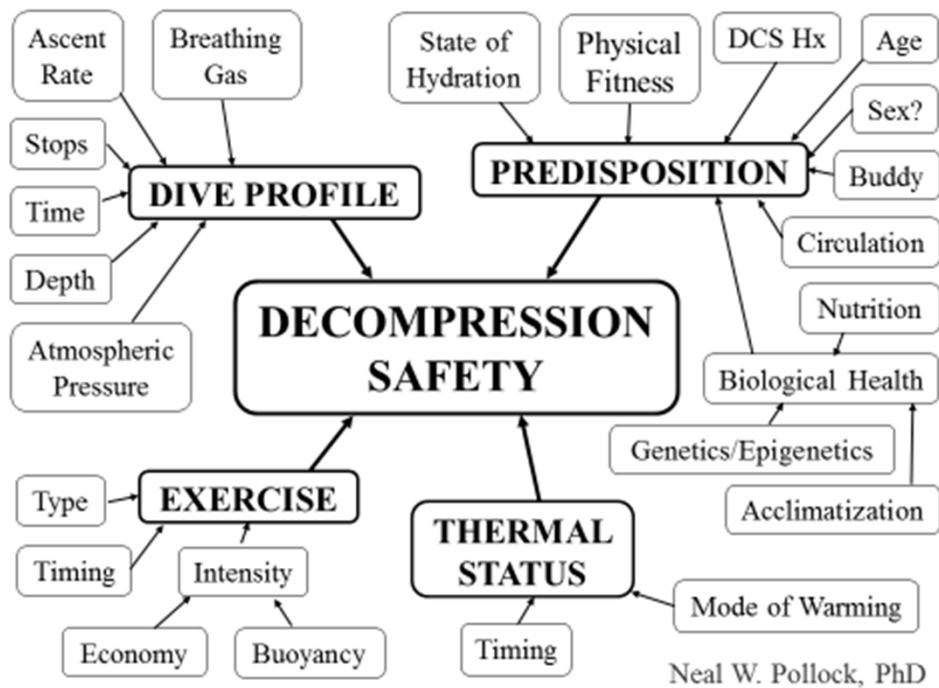 Ascent
Rate
Breathing
Gas
State of
Hydration
Physical
Fitness
DCS Hx
Age
Stops
Sex?
DIVE PROFILE
PREDISPOSITION
Buddy
Time
Circulation
Depth
Nutrition
DECOMPRESSION
SAFETY
Atmospheric
Pressure
Biological Health
Genetics/Epigenetics
Type
EXERCISE
Acclimatization
THERMAL
STATUS
Timing
Intensity
Mode of Warming
Economy
Buoyancy
Timing
Neal W. Pollock, PhD